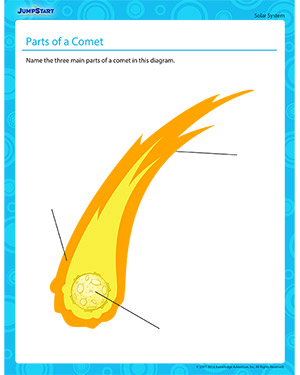 JUMPSTART
Solar System
Parts of a Comet
Name the three main parts of a comet in this diagram.